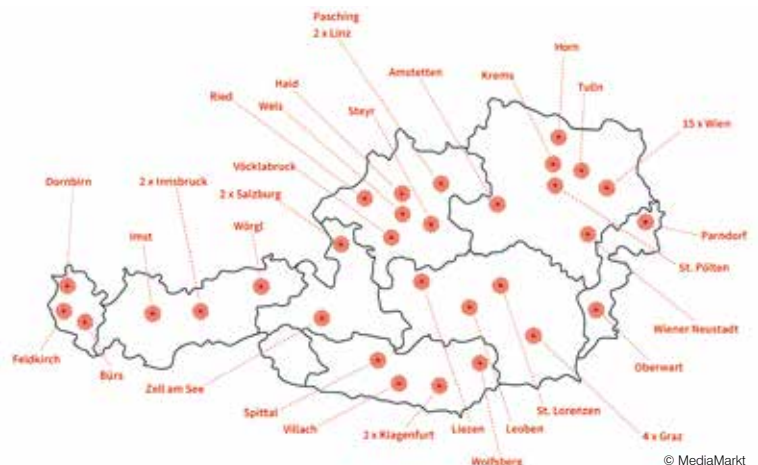 Pasching
2 x Linz
Horn
Amstetten
Krems
Haid
Tulln
Ried
Wels
Steyr
15 x Wien
Vöcklabruck
Dornbirn
2 x Innsbruck
2 x Salzburg
Wörgl
Imst
Parndorf
St. Pölten
Wiener Neustadt
Feldkirch
Bürs
Oberwart
Zell am See
Spittal
St. Lorenzen
Villach
2 x Klagenfurt
Liezen
Leoben
4 x Graz
Wolfsberg
© MediaMarkt